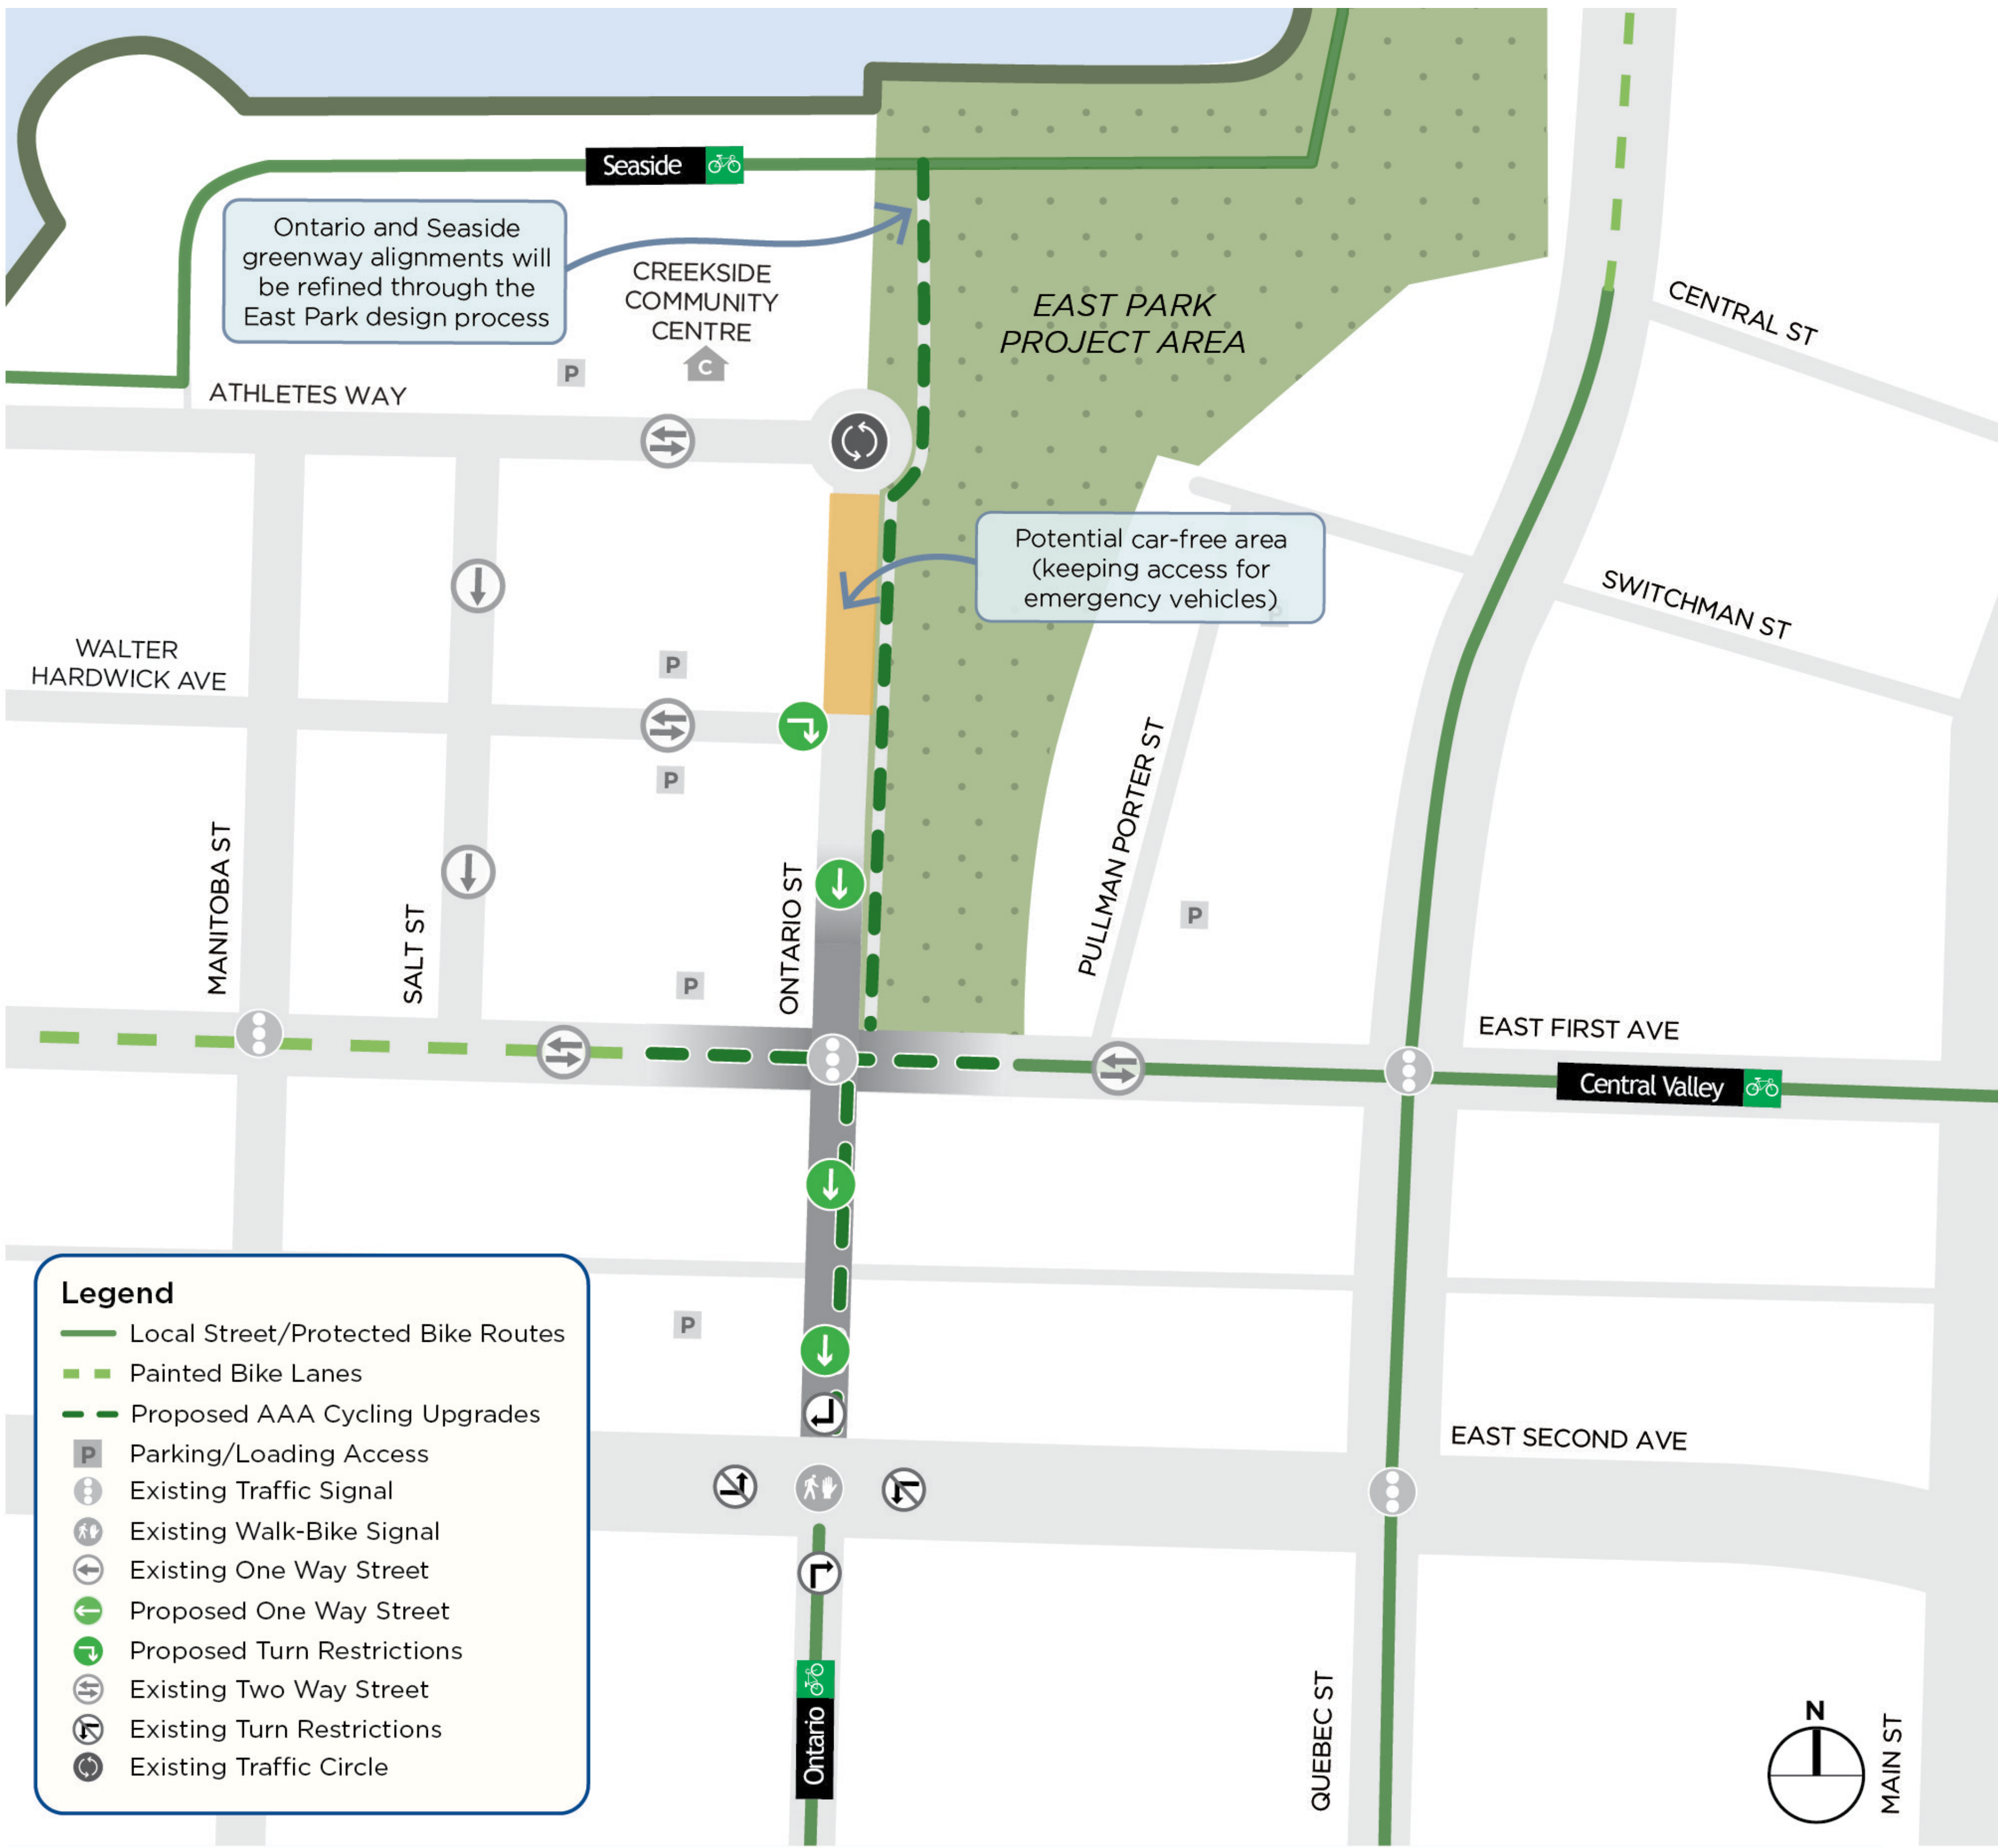 Seaside
Ontario and Seaside
greenway alignments will
be refined through the
East Park design process
CREEKSIDE
COMMUNITY
CENTRE
C
EAST PARK
PROJECT AREA
CENTRAL ST
P
ATHLETES WAY
Potential car-free area
(keeping access for
emergency vehicles)
P
SWITCHMAN ST
WALTER
HARDWICK AVE
P
P
MANITOBA ST
SALT ST
ONTARIO ST
PULLMAN PORTER ST
P
P
EAST FIRST AVE
Central Valley
P
EAST SECOND AVE
Legend
Local Street/Protected Bike Routes
Painted Bike Lanes
Proposed AAA Cycling Upgrades
P Parking/Loading Access
Existing Traffic Signal
Existing Walk-Bike Signal
Existing One Way Street
Proposed One Way Street
Proposed Turn Restrictions
Existing Two Way Street
Existing Turn Restrictions
Existing Traffic Circle
Ontario
QUEBEC ST
N
MAIN ST